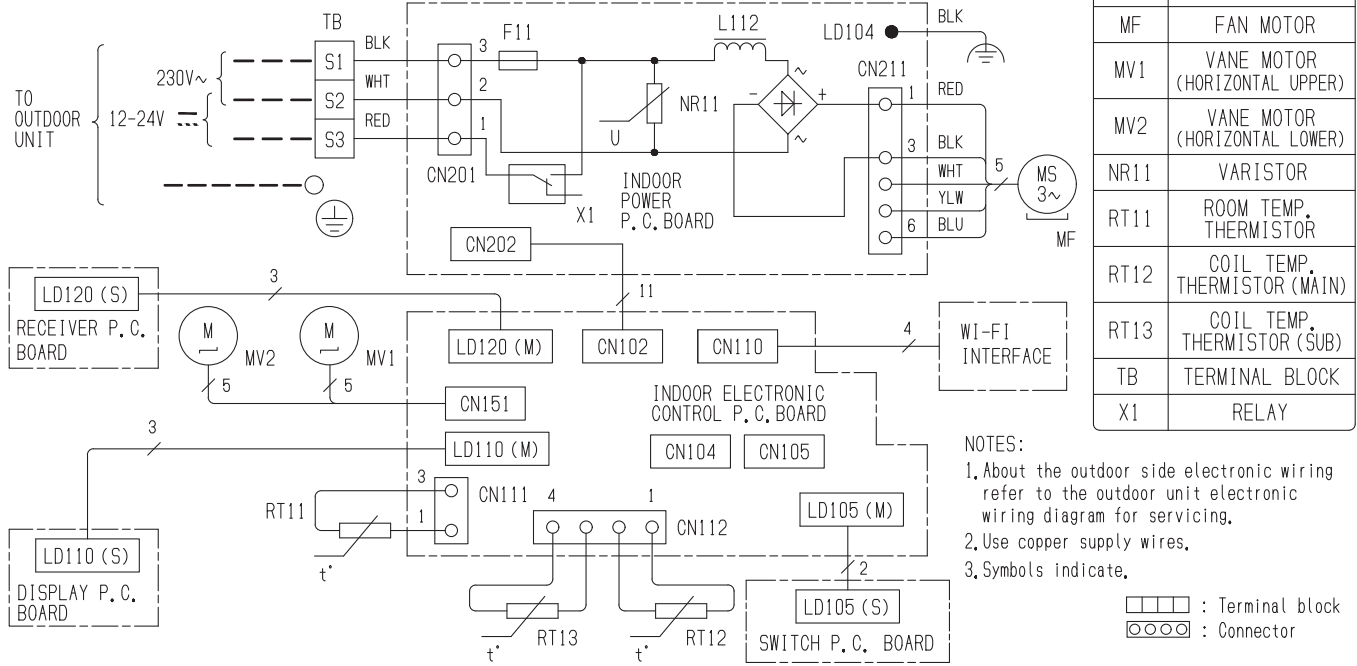 TB
BLK
S1
WHT
S2
RED
S3
230V~
12-24V
TO
OUTDOOR
UNIT
3
2
1
CN201
F11
L112
LD104
BLK
NR11
U
~
-
+
~
X1
INDOOR
POWER
P.C.BOARD
CN202
CN211
1
3
6
RED
BLK
WHT
YLW
BLU
5
MS
3~
MF
MF FAN MOTOR
MV1 VANE MOTOR
(HORIZONTAL UPPER)
MV2 VANE MOTOR
(HORIZONTAL LOWER)
NR11 VARISTOR
RT11 ROOM TEMP.
THERMISTOR
RT12 COIL TEMP.
THERMISTOR(MAIN)
RT13 COIL TEMP.
THERMISTOR(SUB)
TB TERMINAL BLOCK
X1 RELAY
LD120(S)
RECEIVER P.C.
BOARD
3
M
MV2
5
M
MV1
5
11
LD120(M)
CN102
CN110
4
WI-FI
INTERFACE
CN151
INDOOR ELECTRONIC
CONTROL P.C.BOARD
3
LD110(M)
CN104
CN105
LD110(S)
DISPLAY P.C.
BOARD
RT11
t°
3
1
CN111
4
1
CN112
RT13
t°
RT12
t°
LD105(M)
2
LD105(S)
SWITCH P.C. BOARD
NOTES:
1.About the outdoor side electronic wiring
refer to the outdoor unit electronic
wiring diagram for servicing.
2.Use copper supply wires.
3.Symbols indicate.
: Terminal block
: Connector